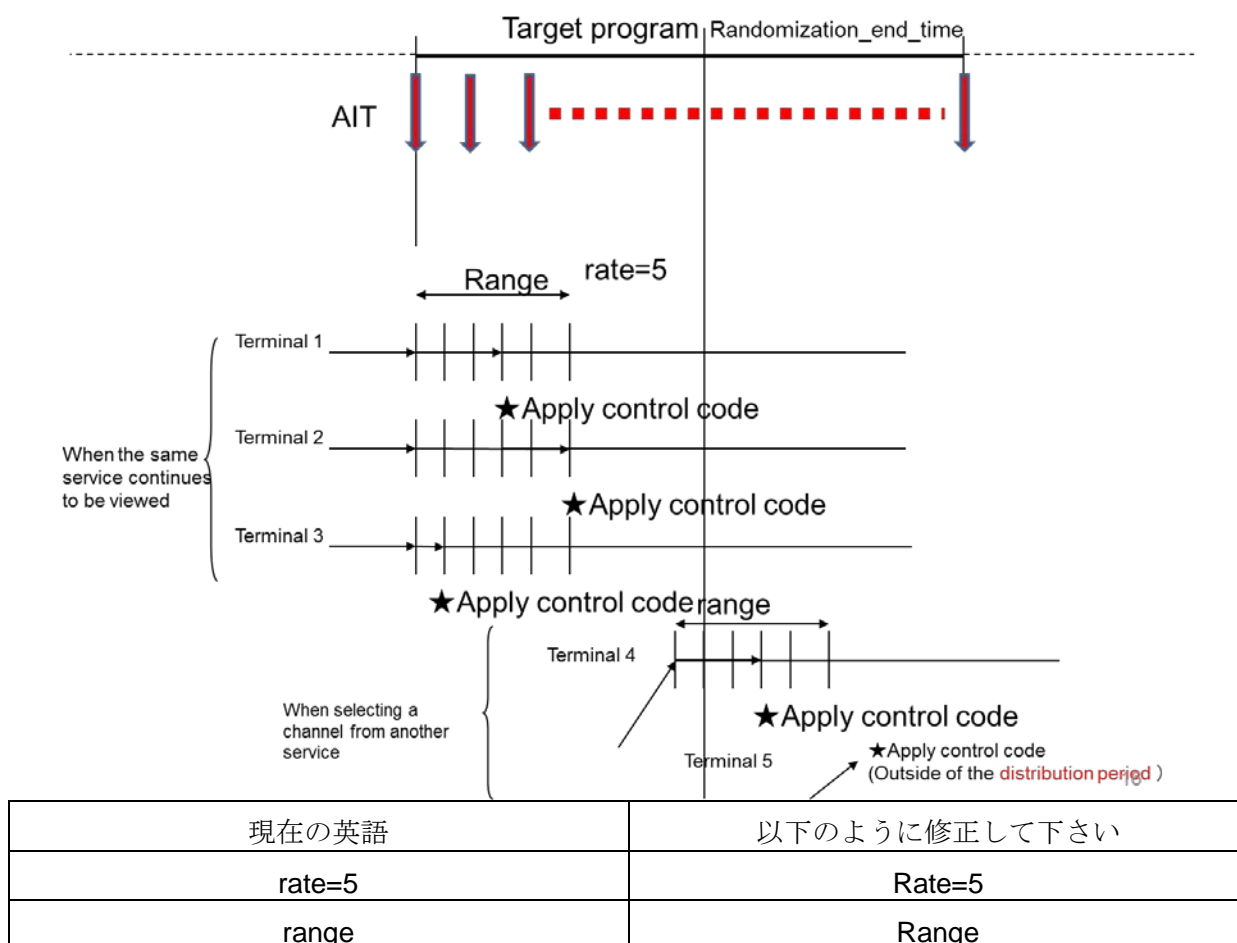 Target program Randomization_end_time
AIT
Range rate=5
Terminal 1
★Apply control code
Terminal 2
When the same
service continues
to be viewed
★Apply control code
Terminal 3
★Apply control code range
Terminal 4
When selecting a
channel from another
service
★Apply control code
Terminal 5
★Apply control code
(Outside of the distribution period )
16
現在の英語 以下のように修正して下さい
rate=5 Rate=5
range Range